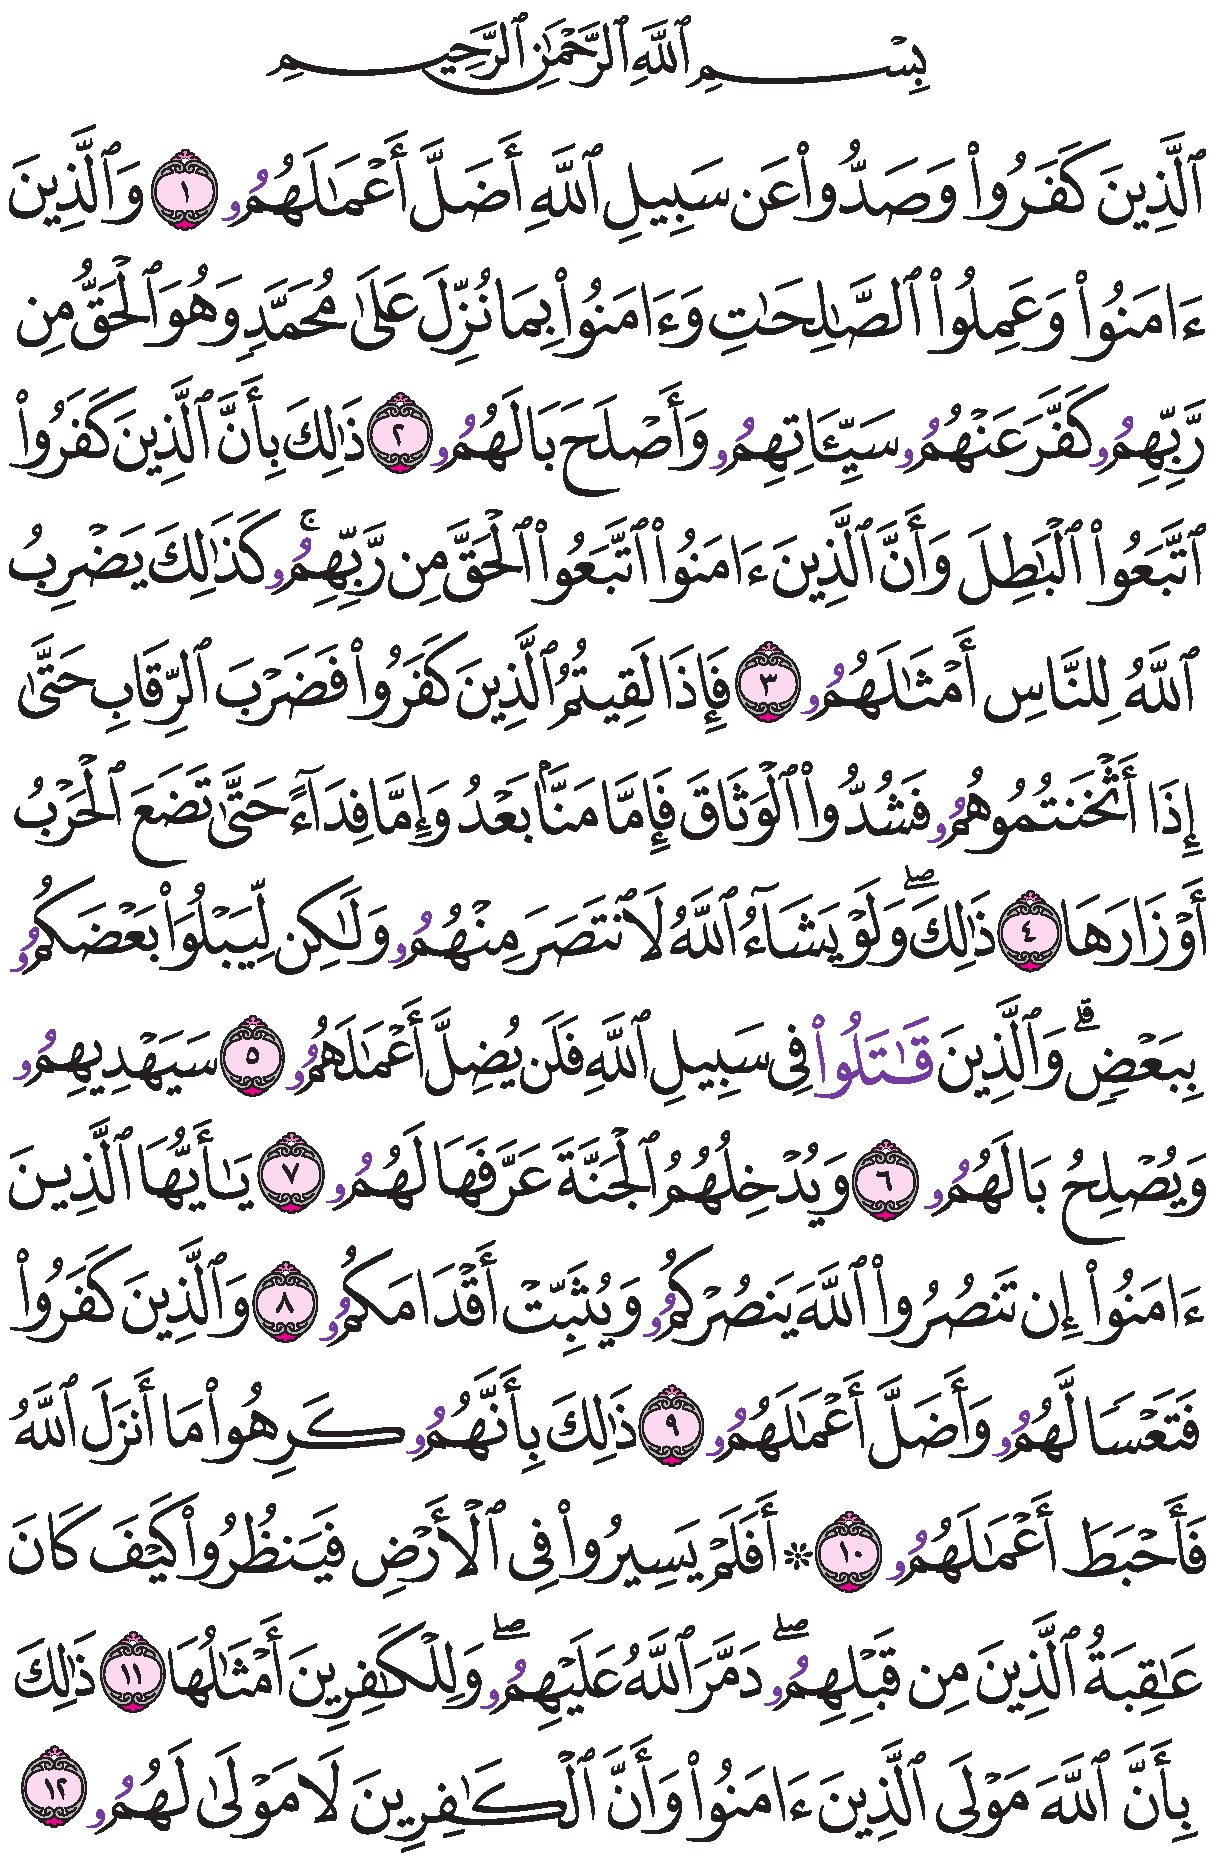 بِسْمِ ٱللَّهِ ٱلرَّحْمَٰنِ ٱلرَّحِيمِ
ٱلَّذِينَ كَفَرُوا۟ وَصَدُّوا۟ عَن سَبِيلِ ٱللَّهِ أَضَلَّ أَعْمَٰلَهُمُۥ ١ وَٱلَّذِينَ
ءَامَنُوا۟ وَعَمِلُوا۟ ٱلصَّٰلِحَٰتِ وَءَامَنُوا۟ بِمَا نُزِّلَ عَلَىٰ مُحَمَّدٍ وَهُوَ ٱلْحَقُّ مِن
رَّبِّهِمُۥ كَفَّرَ عَنْهُمُۥ سَيِّـَٔاتِهِمُۥ وَأَصْلَحَ بَالَهُمُۥ ٢ ذَٰلِكَ بِأَنَّ ٱلَّذِينَ كَفَرُوا۟
ٱتَّبَعُوا۟ ٱلْبَٰطِلَ وَأَنَّ ٱلَّذِينَ ءَامَنُوا۟ ٱتَّبَعُوا۟ ٱلْحَقَّ مِن رَّبِّهِمُۥ ۚ كَذَٰلِكَ يَضْرِبُ
ٱللَّهُ لِلنَّاسِ أَمْثَٰلَهُمُۥ ٣ فَإِذَا لَقِيتُمُ ٱلَّذِينَ كَفَرُوا۟ فَضَرْبَ ٱلرِّقَابِ حَتَّىٰ
إِذَا أَثْخَنتُمُوهُمُۥ فَشُدُّوا۟ ٱلْوَثَاقَ فَإِمَّا مَنًّۢا بَعْدُ وَإِمَّا فِدَآءً حَتَّىٰ تَضَعَ ٱلْحَرْبُ
أَوْزَارَهَا ٤ ذَٰلِكَ ۖ وَلَوْ يَشَآءُ ٱللَّهُ لَٱنتَصَرَ مِنْهُمُۥ وَلَٰكِن لِّيَبْلُوَا۟ بَعْضَكُمُۥ
بِبَعْضٍ ۗ وَٱلَّذِينَ قَٰتَلُوا۟ فِى سَبِيلِ ٱللَّهِ فَلَن يُضِلَّ أَعْمَٰلَهُمُۥ ٥ سَيَهْدِيهِمُۥ
وَيُصْلِحُ بَالَهُمُۥ ٦ وَيُدْخِلُهُمُ ٱلْجَنَّةَ عَرَّفَهَا لَهُمُۥ ٧ يَٰأَيُّهَا ٱلَّذِينَ
ءَامَنُوا۟ إِن تَنصُرُوا۟ ٱللَّهَ يَنصُرْكُمُۥ وَيُثَبِّتْ أَقْدَامَكُمُۥ ٨ وَٱلَّذِينَ كَفَرُوا۟
فَتَعْسًا لَّهُمُۥ وَأَضَلَّ أَعْمَٰلَهُمُۥ ٩ ذَٰلِكَ بِأَنَّهُمُۥ كَرِهُوا۟ مَا أَنزَلَ ٱللَّهُ
فَأَحْبَطَ أَعْمَٰلَهُمُۥ ١٠ ۞ أَفَلَمْ يَسِيرُوا۟ فِى ٱلْأَرْضِ فَيَنظُرُوا۟ كَيْفَ كَانَ
عَٰقِبَةُ ٱلَّذِينَ مِن قَبْلِهِمُۥ ۖ دَمَّرَ ٱللَّهُ عَلَيْهِمُۥ ۖ وَلِلْكَٰفِرِينَ أَمْثَٰلُهَا ١١ ذَٰلِكَ
بِأَنَّ ٱللَّهَ مَوْلَى ٱلَّذِينَ ءَامَنُوا۟ وَأَنَّ ٱلْكَٰفِرِينَ لَا مَوْلَىٰ لَهُمُۥ ١٢